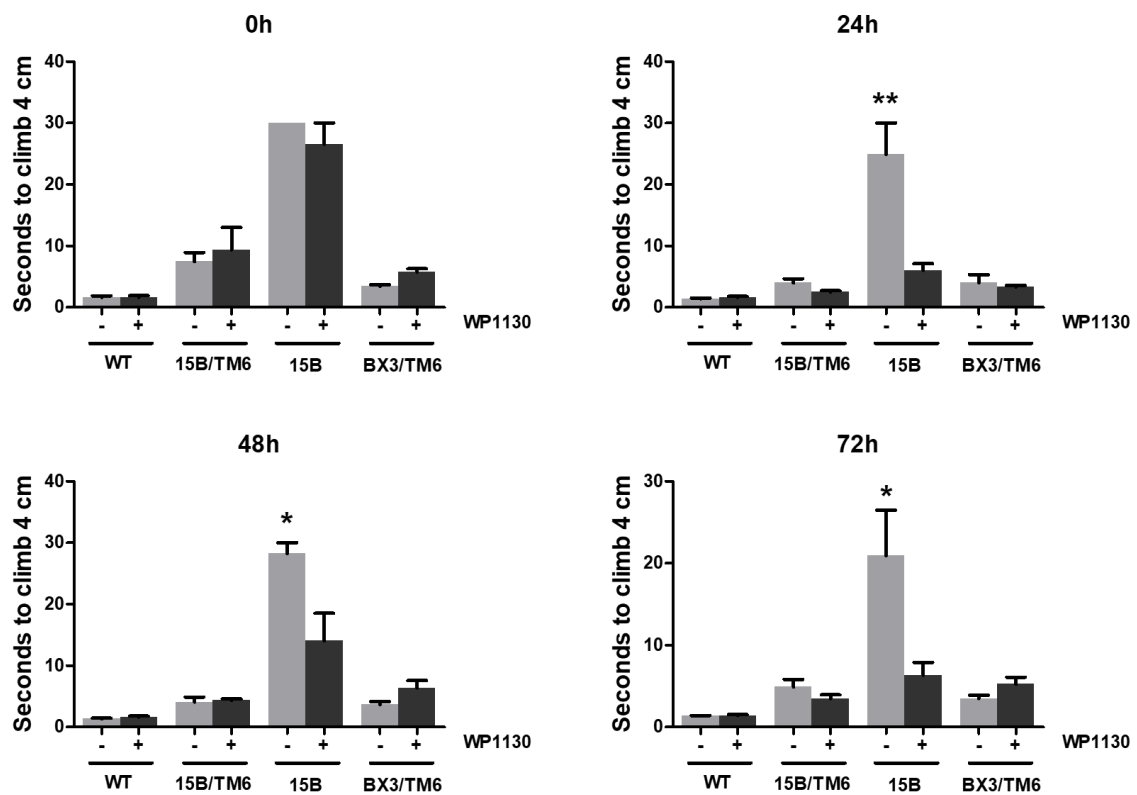 0h
Seconds to climb 4 cm
40
30
20
10
0
- + - + - + - + WP1130
WT 15B/TM6 15B BX3/TM6
24h
Seconds to climb 4 cm
40
30
20
10
0
**
- + - + - + - + WP1130
WT 15B/TM6 15B BX3/TM6
48h
Seconds to climb 4 cm
40
30
20
10
0
*
- + - + - + - + WP1130
WT 15B/TM6 15B BX3/TM6
72h
Seconds to climb 4 cm
30
20
10
0
*
- + - + - + - + WP1130
WT 15B/TM6 15B BX3/TM6